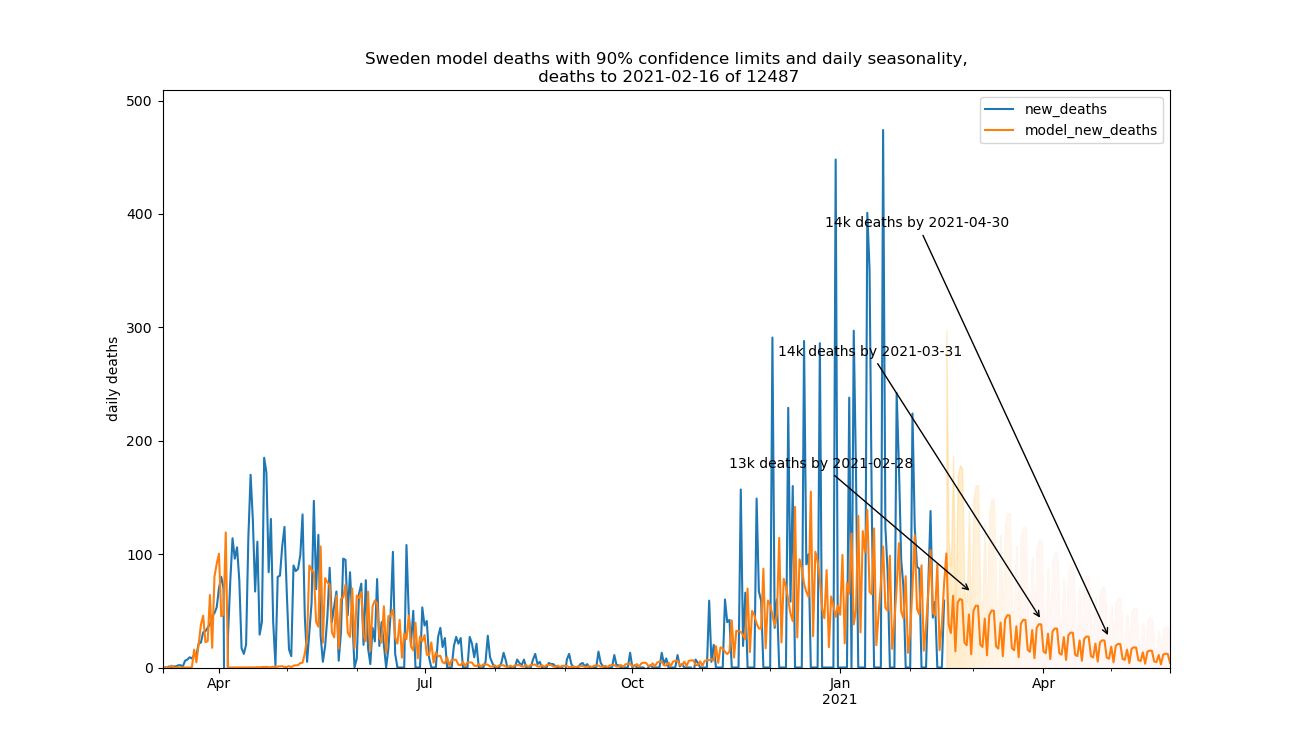 Sweden model deaths with 90% confidence limits and daily seasonality,
deaths to 2021-02-16 of 12487
new_deaths
model_new_deaths
daily deaths
500
400
300
200
100
0
14k deaths by 2021-04-30
14k deaths by 2021-03-31
13k deaths by 2021-02-28
Apr
Jul
Oct
Jan
2021
Apr